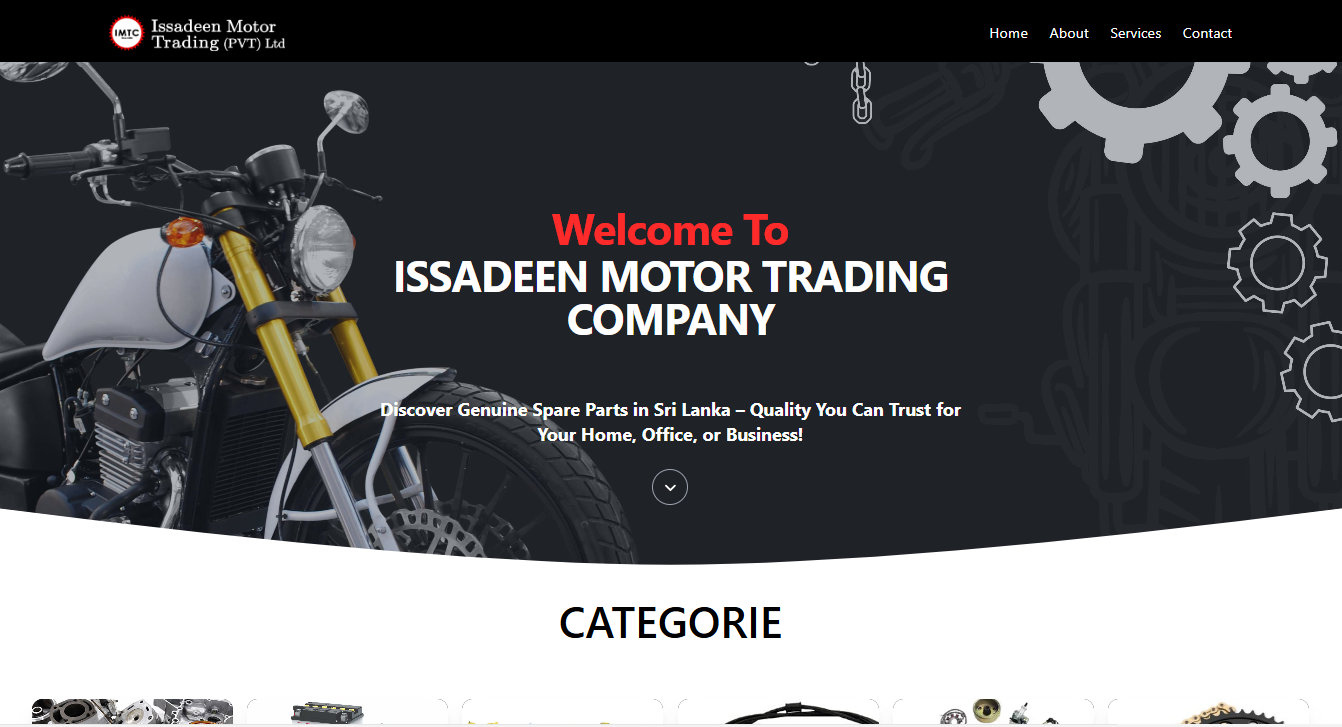 IMTC
Issadeen Motor
Trading (PVT) Ltd
Home About Services Contact
Welcome To
ISSADEEN MOTOR TRADING
COMPANY
Discover Genuine Spare Parts in Sri Lanka – Quality You Can Trust for
Your Home, Office, or Business!
CATEGORIE